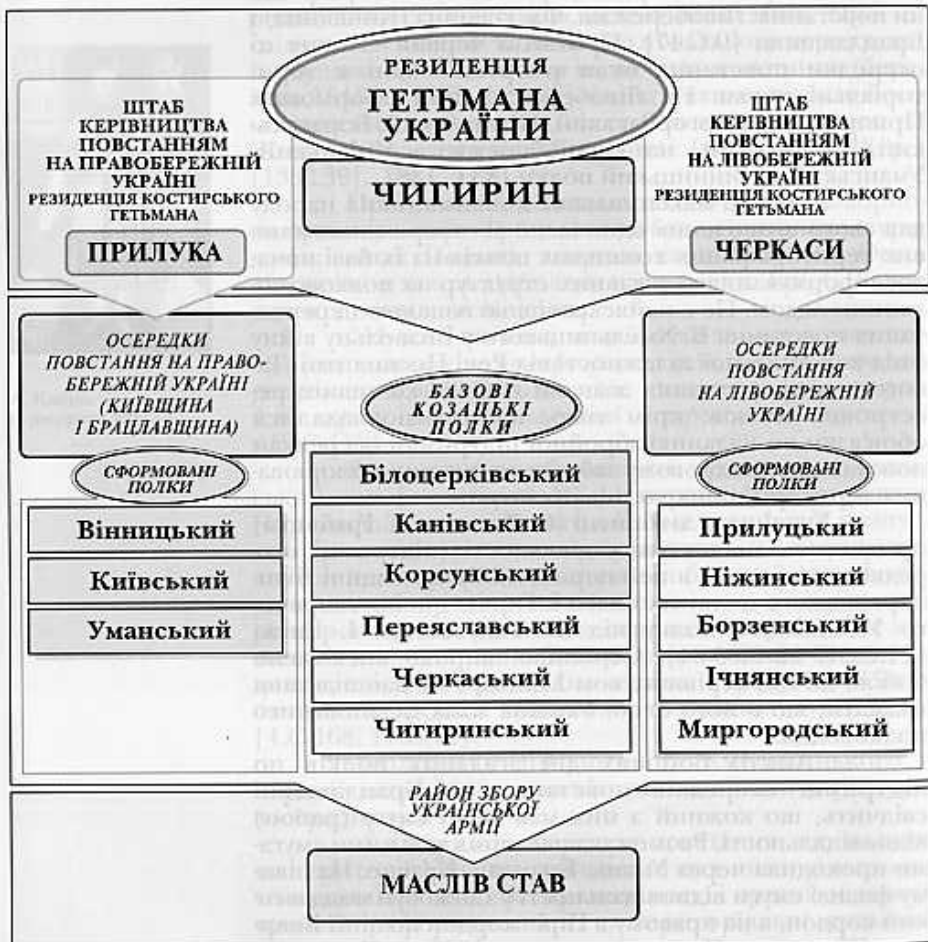 РЕЗИДЕНЦІЯ
ГЕТЬМАНА
УКРАЇНИ
ЧИГИРИН
ШТАБ
КЕРІВНИЦТВА
ПОВСТАННЯМ
НА ПРАВОБЕРЕЖНІЙ
УКРАЇНІ
РЕЗИДЕНЦІЯ КОСТИРСЬКОГО
ГЕТЬМАНА
ПРИЛУКА
ШТАБ
КЕРІВНИЦТВА
ПОВСТАННЯМ
НА ЛІВОБЕРЕЖНІЙ
УКРАЇНІ
РЕЗИДЕНЦІЯ КОСТИРСЬКОГО
ГЕТЬМАНА
ЧЕРКАСИ
ОСЕРЕДКИ
ПОВСТАННЯ НА ПРАВО-
БЕРЕЖНІЙ УКРАЇНІ
(КИЇВЩИНА
І БРАЦЛАВЩИНА)
СФОРМОВАНІ
ПОЛКИ
Вінницький
Київський
Уманський
БАЗОВІ
КОЗАЦЬКІ
ПОЛКИ
Білоцерківський
Канівський
Корсунський
Переяславський
Черкаський
Чигиринський
ОСЕРЕДКИ
ПОВСТАННЯ
НА ЛІВОБЕРЕЖНІЙ
УКРАЇНІ
СФОРМОВАНІ
ПОЛКИ
Прилуцький
Ніжинський
Борзенський
Ічнянський
Миргородський
РАЙОН ЗБОРУ
УКРАЇНСЬКОЇ
АРМІЇ
МАСЛІВ СТАВ